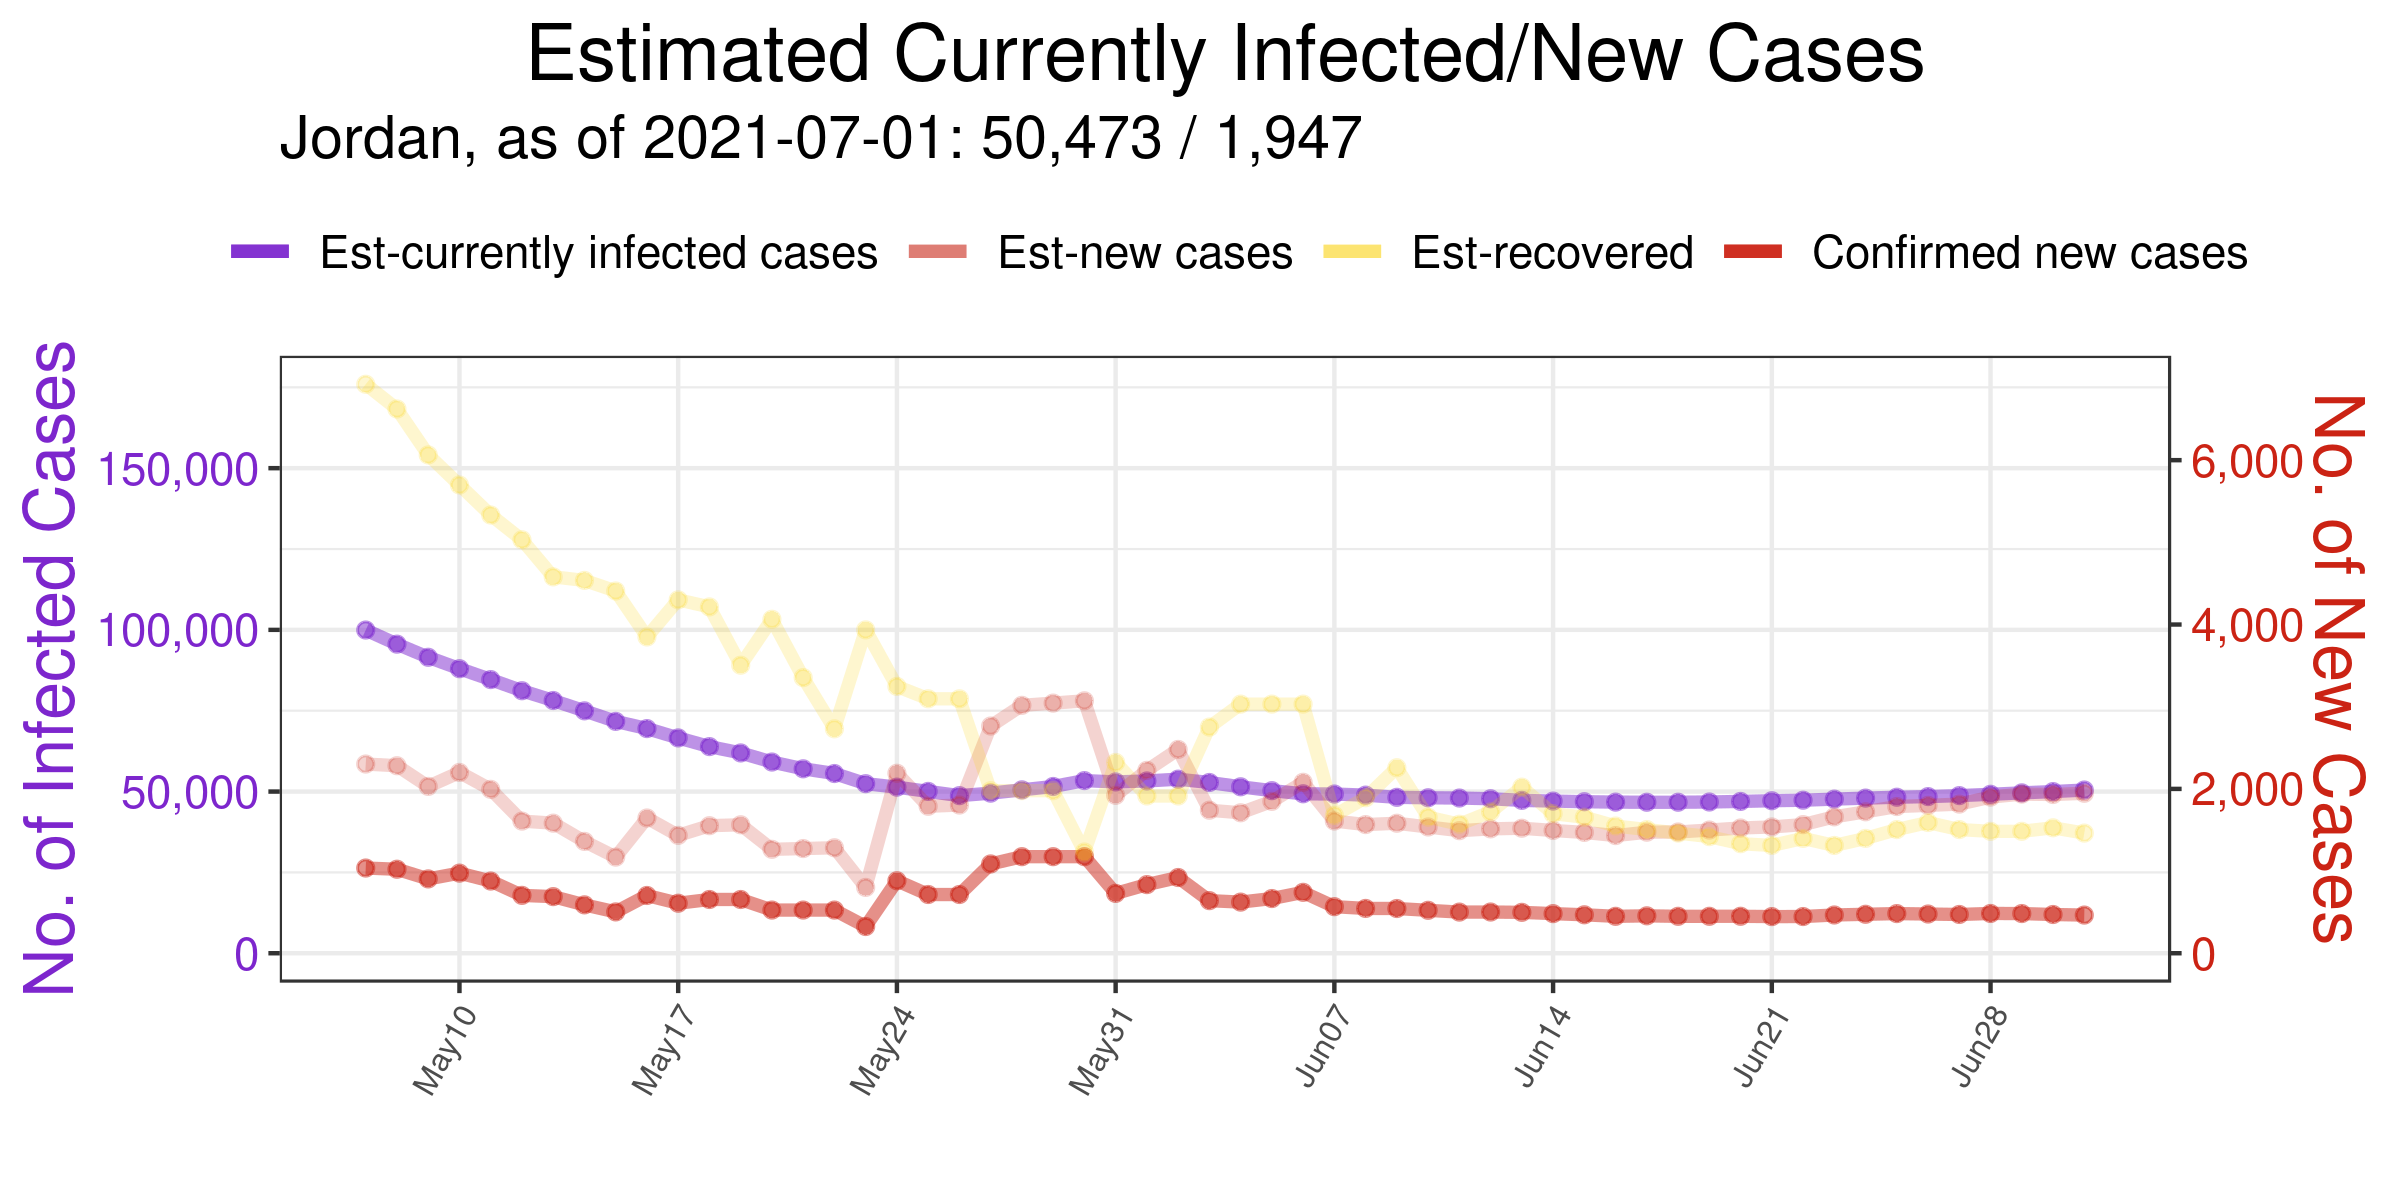 Estimated Currently Infected/New Cases
Jordan, as of 2021-07-01: 50,473 / 1,947
Est-currently infected cases
Est-new cases
Est-recovered
Confirmed new cases
No. of Infected Cases
150,000
100,000
50,000
0
No. of New Cases
6,000
4,000
2,000
0
May10
May17
May24
May31
Jun07
Jun14
Jun21
Jun28